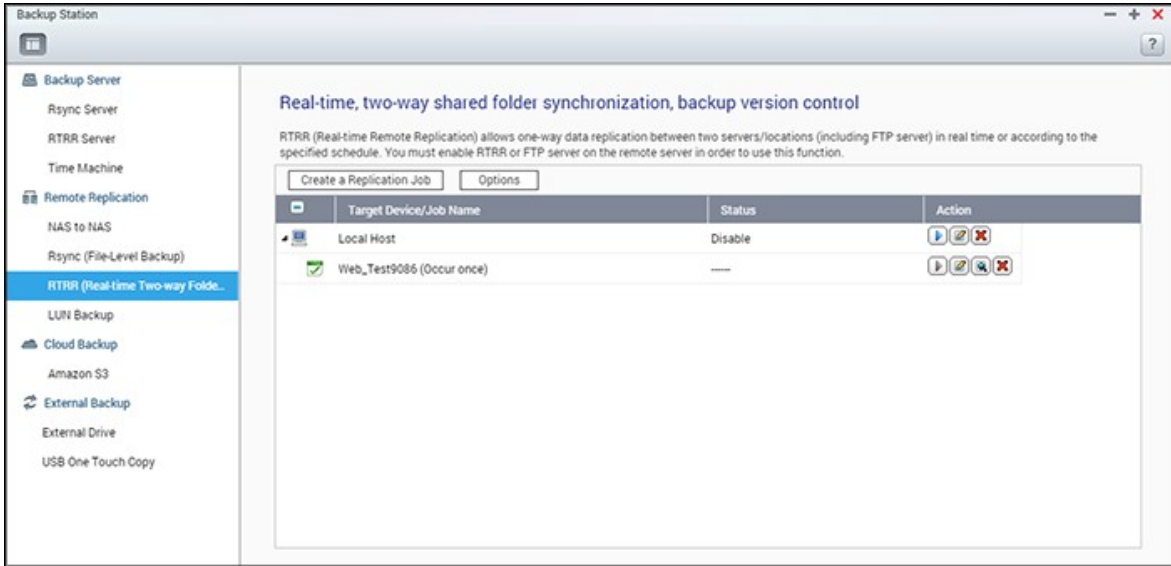 Backup Station
?
Backup Server
Rsync Server
RTRR Server
Time Machine
Remote Replication
NAS to NAS
Rsync (File-Level Backup)
RTRR (Real-time Two-way Folde...
LUN Backup
Cloud Backup
Amazon S3
External Backup
External Drive
USB One Touch Copy
Real-time, two-way shared folder synchronization, backup version control
RTRR (Real-time Remote Replication) allows one-way data replication between two servers/locations (including FTP server) in real time or according to the
specified schedule. You must enable RTRR or FTP server on the remote server in order to use this function.
Create a Replication Job Options
Target Device/Job Name Status Action
Local Host Disable
Web_Test9086 (Occur once) -----